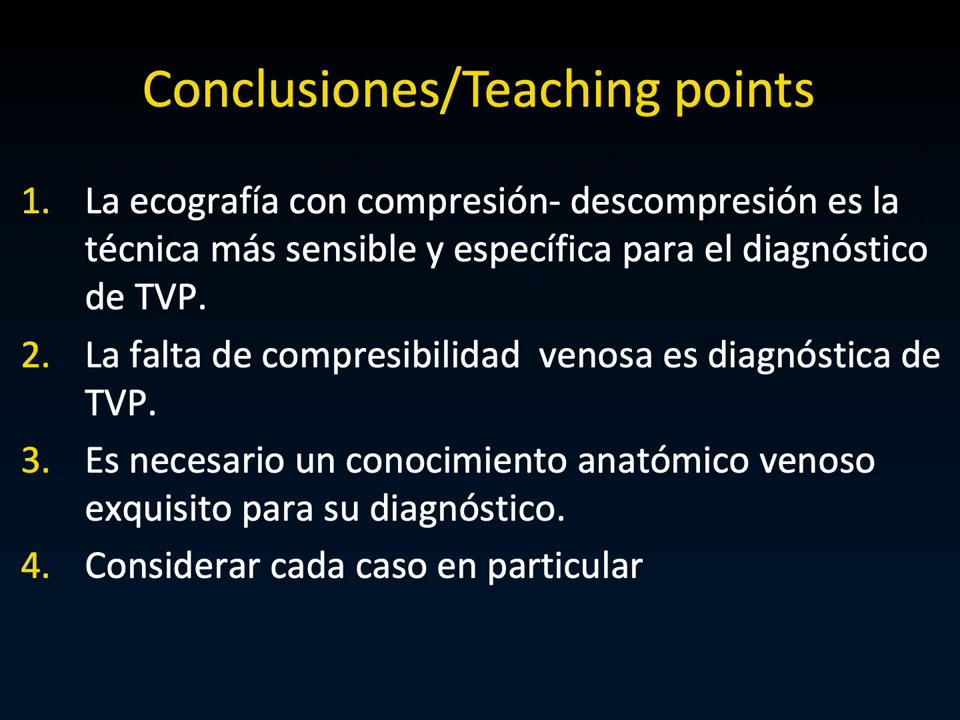 Conclusiones/Teaching points
1. La ecografía con compresión- descompresión es la
técnica más sensible y específica para el diagnóstico
de TVP.
2. La falta de compresibilidad  venosa es diagnóstica de
TVP.
3. Es necesario un conocimiento anatómico venoso
exquisito para su diagnóstico.
4. Considerar cada caso en particular